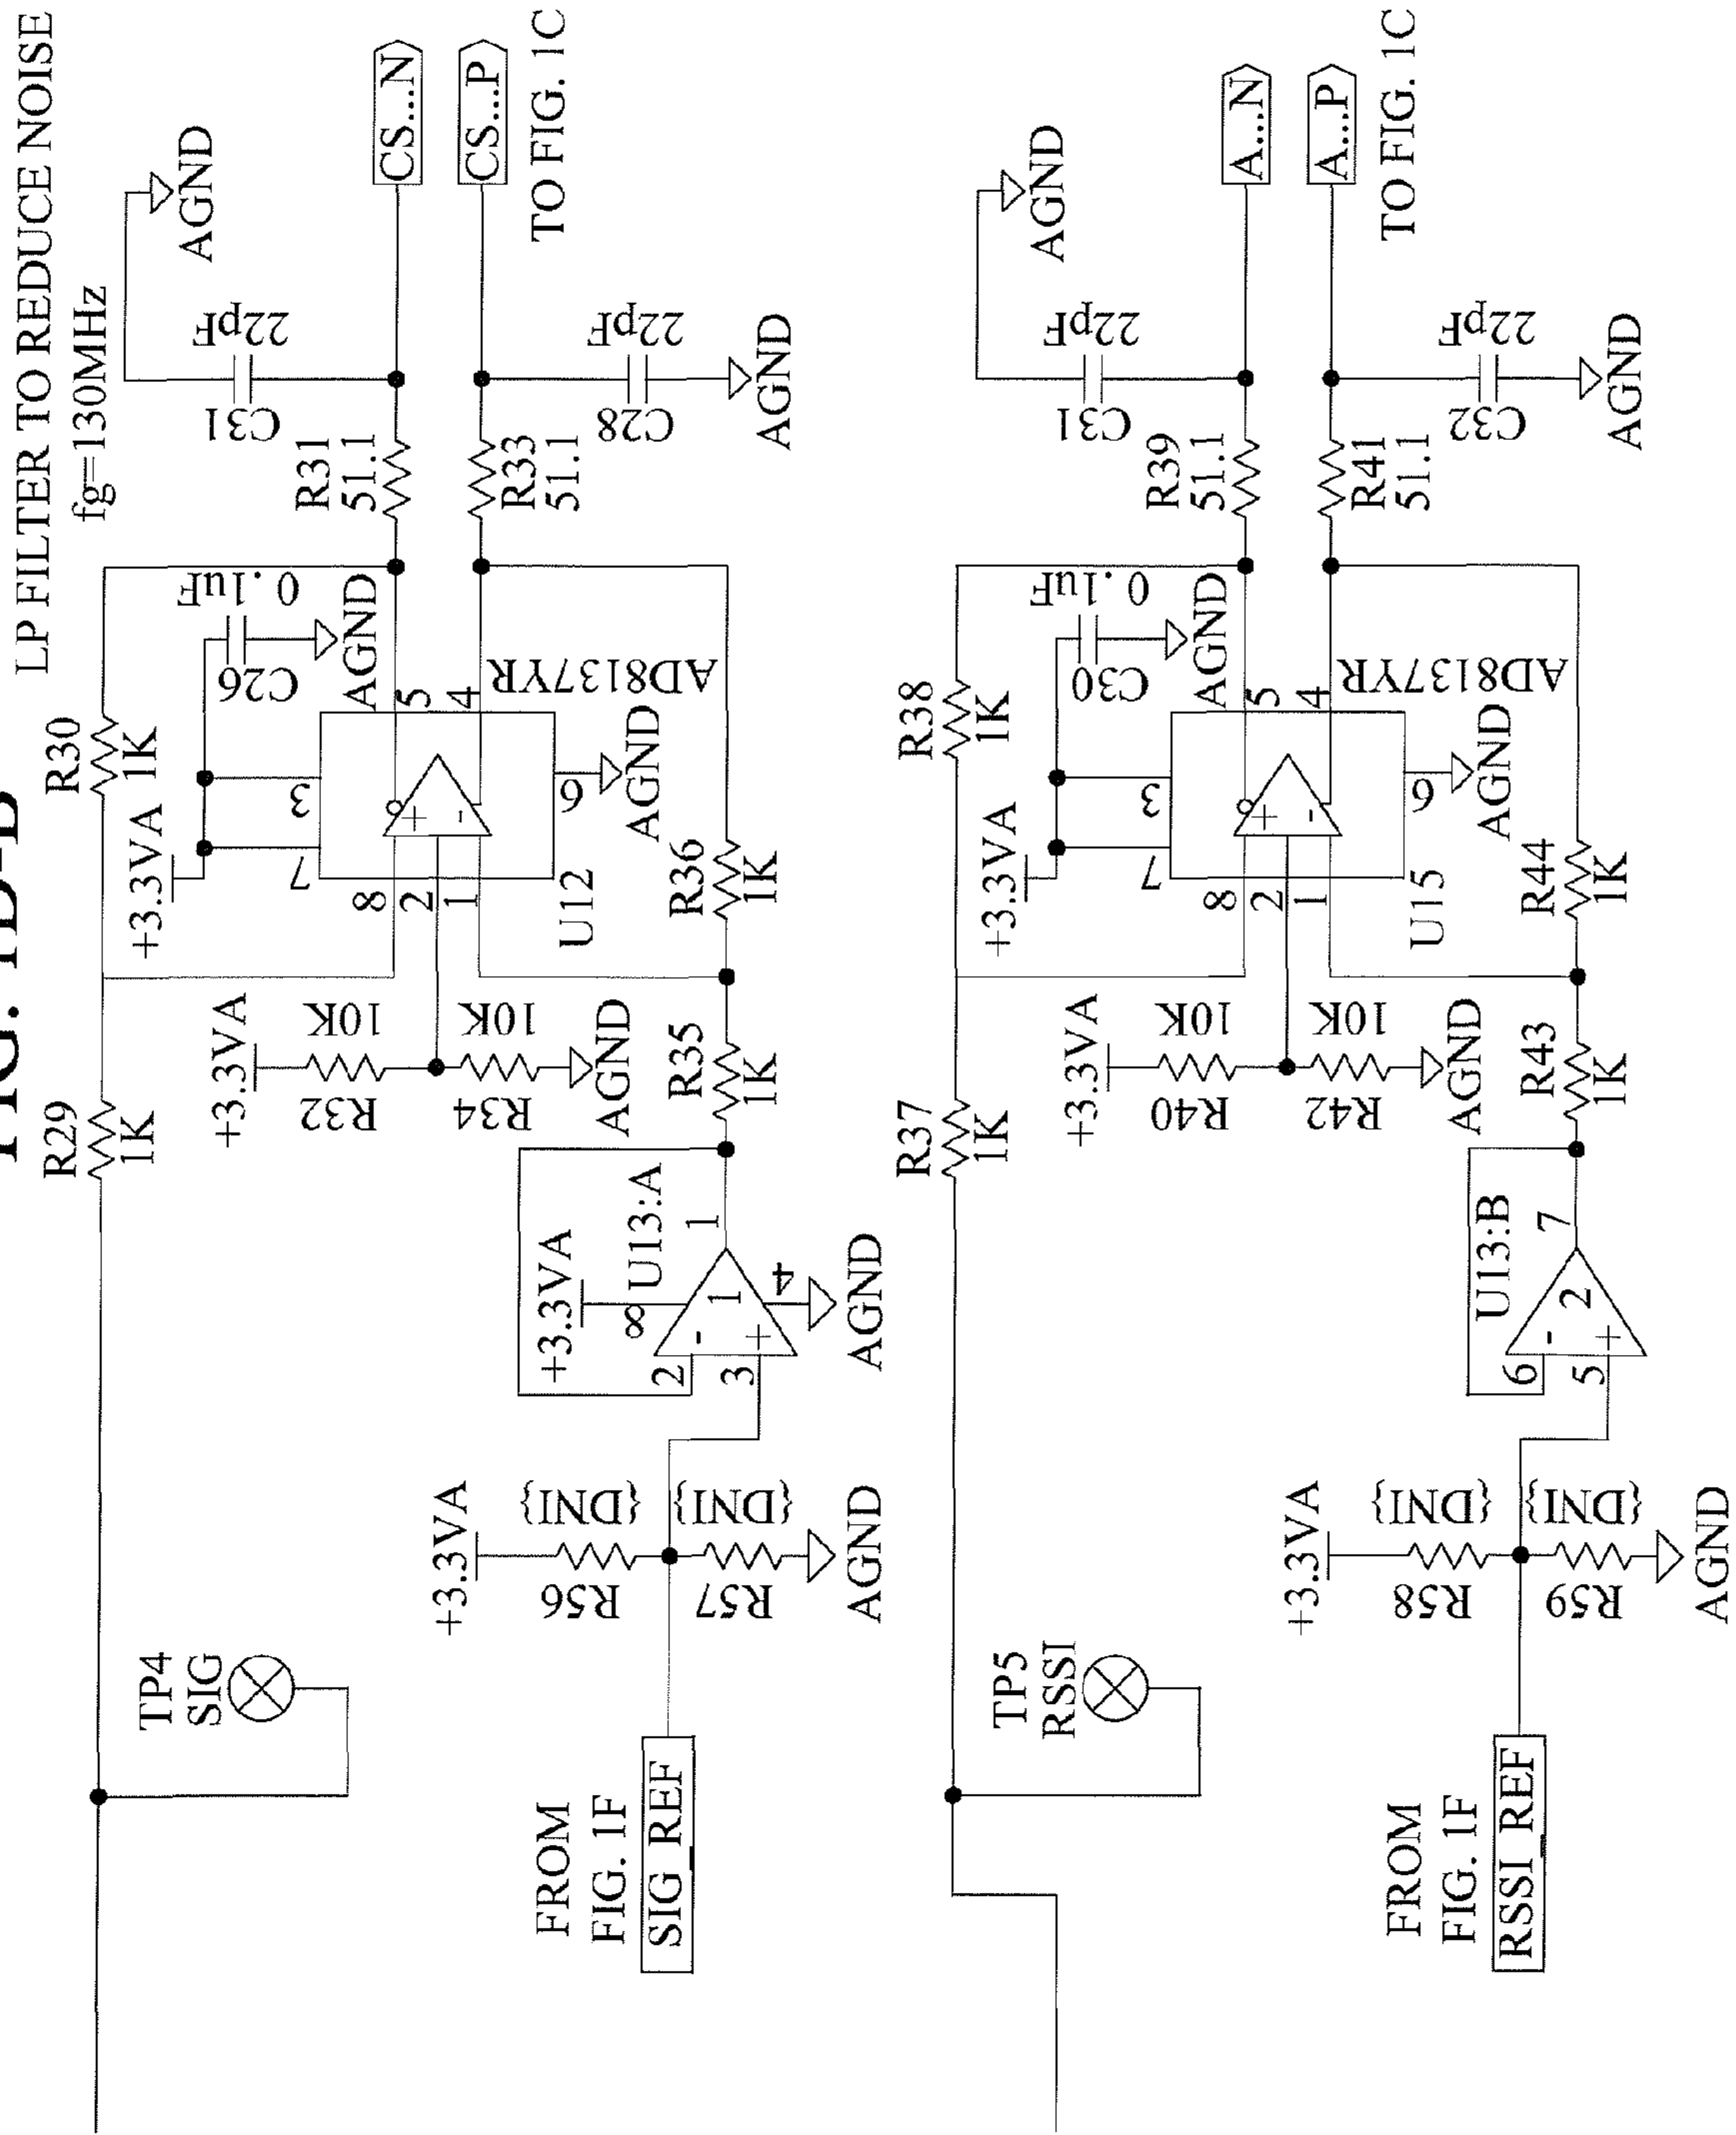 FIG. 1D-B
LP FILTER TO REDUCE NOISE
fg=130MHz
R29
1K
R30
1K
+3.3VA
7
3
C26
0.1uF
AGND
8
2
1
5
4
6
AGND
U12
AD8137YR
+3.3VA
R32
10K
R34
10K
AGND
R31
51.1
R33
51.1
C31
22pF
AGND
C28
22pF
AGND
CS...N
CS...P
TO FIG. 1C
TP4
SIG
FROM
FIG. 1F
SIG_REF
+3.3VA
R56
{DNI}
R57
{DNI}
AGND
+3.3VA
8
U13:A
2
3
1
1
4
AGND
R35
1K
R36
1K
R37
1K
R38
1K
+3.3VA
7
3
C30
0.1uF
AGND
8
2
1
5
4
6
AGND
U15
AD8137YR
+3.3VA
R40
10K
R42
10K
AGND
R39
51.1
R41
51.1
C31
22pF
AGND
C32
22pF
AGND
A...N
A...P
TO FIG. 1C
TP5
RSSI
FROM
FIG. 1F
RSSI_REF
+3.3VA
R58
{DNI}
R59
{DNI}
AGND
U13:B
6
5
2
7
R43
1K
R44
1K